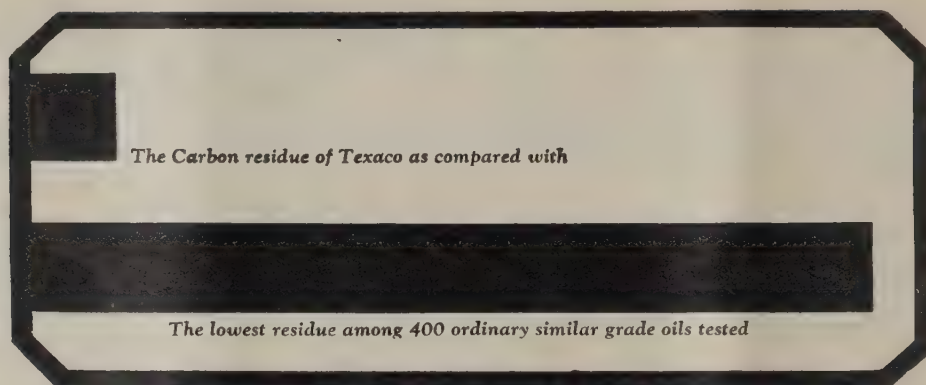 The Carbon residue of Texaco as compared with
The lowest residue among 400 ordinary similar grade oils tested